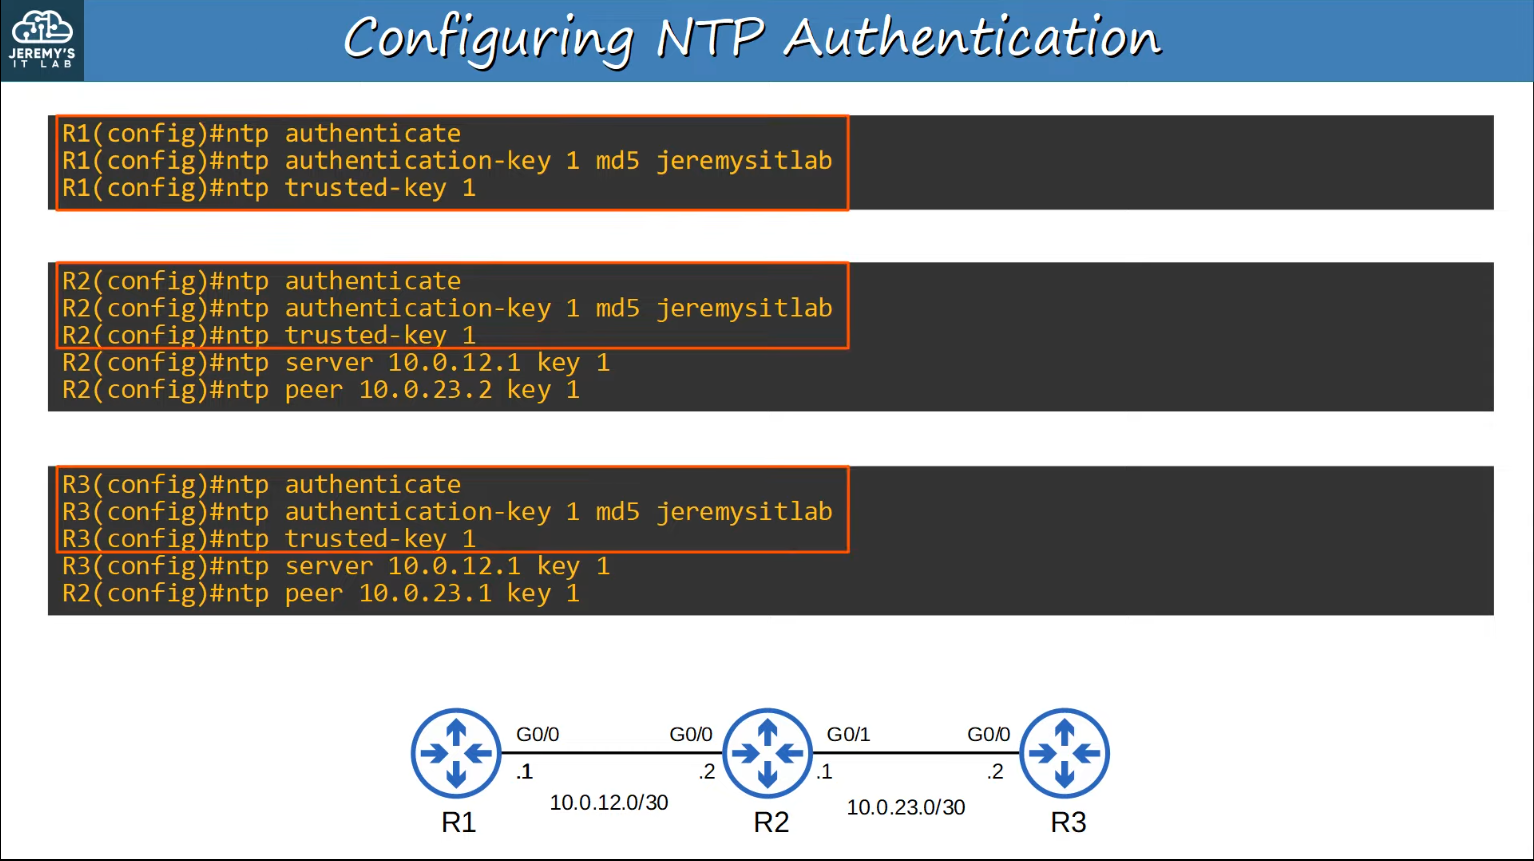 JEREMY'S
IT LAB
Configuring NTP Authentication
R1(config)#ntp authenticate
R1(config)#ntp authentication-key 1 md5 jeremysitlab
R1(config)#ntp trusted-key 1
R2(config)#ntp authenticate
R2(config)#ntp authentication-key 1 md5 jeremysitlab
R2(config)#ntp trusted-key 1
R2(config)#ntp server 10.0.12.1 key 1
R2(config)#ntp peer 10.0.23.2 key 1
R3(config)#ntp authenticate
R3(config)#ntp authentication-key 1 md5 jeremysitlab
R3(config)#ntp trusted-key 1
R3(config)#ntp server 10.0.12.1 key 1
R2(config)#ntp peer 10.0.23.1 key 1
G0/0 G0/0 G0/1 G0/0
.1 .2 .1 .2
10.0.12.0/30 10.0.23.0/30
R1 R2 R3